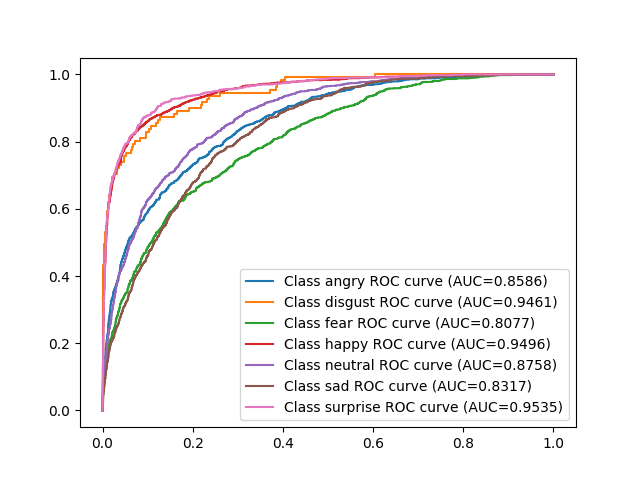 1.0
0.8
0.6
0.4
0.2
0.0
Class angry ROC curve (AUC=0.8586)
Class disgust ROC curve (AUC=0.9461)
Class fear ROC curve (AUC=0.8077)
Class happy ROC curve (AUC=0.9496)
Class neutral ROC curve (AUC=0.8758)
Class sad ROC curve (AUC=0.8317)
Class surprise ROC curve (AUC=0.9535)
0.0 0.2 0.4 0.6 0.8 1.0